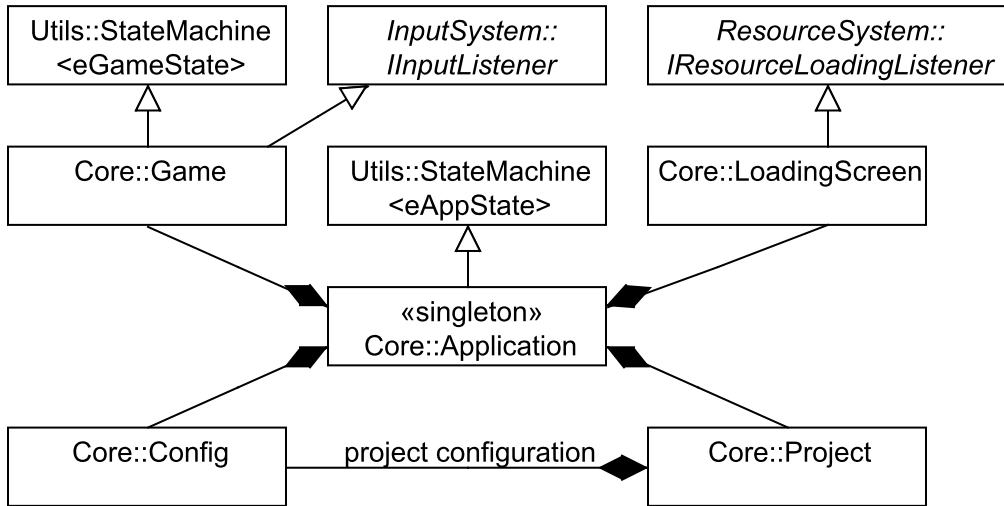 Utils::StateMachine
<eGameState>
InputSystem::
IInputListener
ResourceSystem::
IResourceLoadingListener
Core::Game
Utils::StateMachine
<eAppState>
Core::LoadingScreen
«singleton»
Core::Application
Core::Config
project configuration
Core::Project